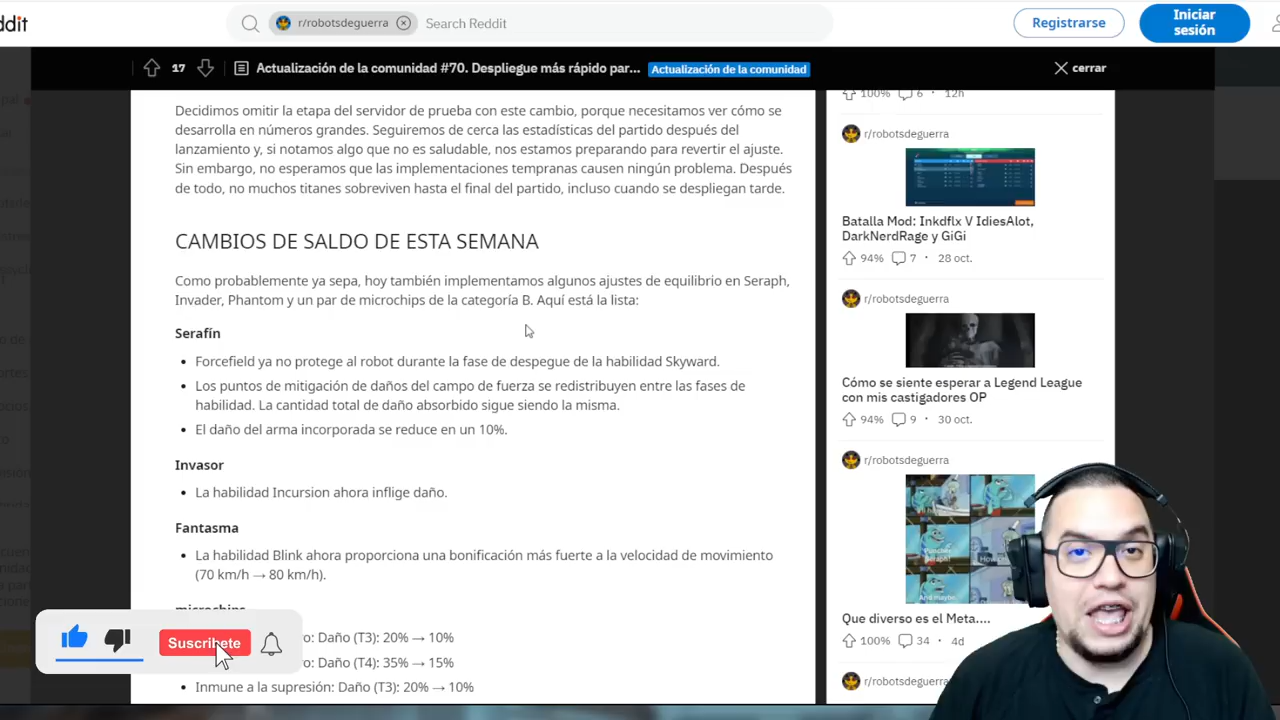 ddit
r/robotsdeguerra
Search Reddit
Registrarse
Iniciar
sesión
17
Actualización de la comunidad #70. Despliegue más rápido par...
Actualización de la comunidad
cerrar
Decidimos omitir la etapa del servidor de prueba con este cambio, porque necesitamos ver cómo se
desarrolla en números grandes. Seguiremos de cerca las estadísticas del partido después del
lanzamiento y, si notamos algo que no es saludable, nos estamos preparando para revertir el ajuste.
Sin embargo, no esperamos que las implementaciones tempranas causen ningún problema. Después
de todo, no muchos titanes sobreviven hasta el final del partido, incluso cuando se despliegan tarde.
CAMBIOS DE SALDO DE ESTA SEMANA
Como probablemente ya sepa, hoy también implementamos algunos ajustes de equilibrio en Seraph,
Invader, Phantom y un par de microchips de la categoría B. Aquí está la lista:
Serafín
• Forcefield ya no protege al robot durante la fase de despegue de la habilidad Skyward.
• Los puntos de mitigación de daños del campo de fuerza se redistribuyen entre las fases de
habilidad. La cantidad total de daño absorbido sigue siendo la misma.
• El daño del arma incorporada se reduce en un 10%.
Invasor
• La habilidad Incursion ahora inflige daño.
Fantasma
• La habilidad Blink ahora proporciona una bonificación más fuerte a la velocidad de movimiento
(70 km/h → 80 km/h).
microchips
o: Daño (T3): 20% → 10%
o: Daño (T4): 35% → 15%
• Inmune a la supresión: Daño (T3): 20% → 10%
Suscribete
100% 6 • 12h
r/robotsdeguerra
Batalla Mod: Inkdflx V IdiesAlot,
DarkNerdRage y GiGi
94% 7 • 28 oct.
r/robotsdeguerra
Cómo se siente esperar a Legend League
con mis castigadores OP
94% 9 • 30 oct.
r/robotsdeguerra
Que diverso es el Meta....
100% 34 • 4d
r/robotsdeguerra